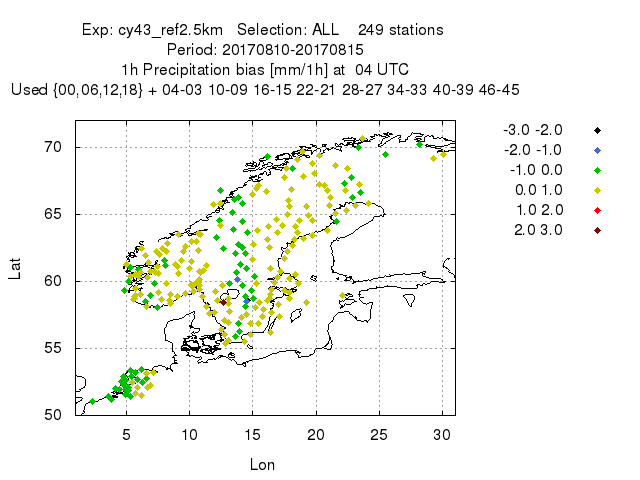 Exp: cy43_ref2.5km   Selection: ALL    249 stations
Period: 20170810-20170815
1h Precipitation bias [mm/1h] at  04 UTC
Used {00,06,12,18} + 04-03 10-09 16-15 22-21 28-27 34-33 40-39 46-45
-3.0 -2.0
-2.0 -1.0
-1.0 0.0
0.0 1.0
1.0 2.0
2.0 3.0
70
65
60
55
50
Lat
5 10 15 20 25 30
Lon